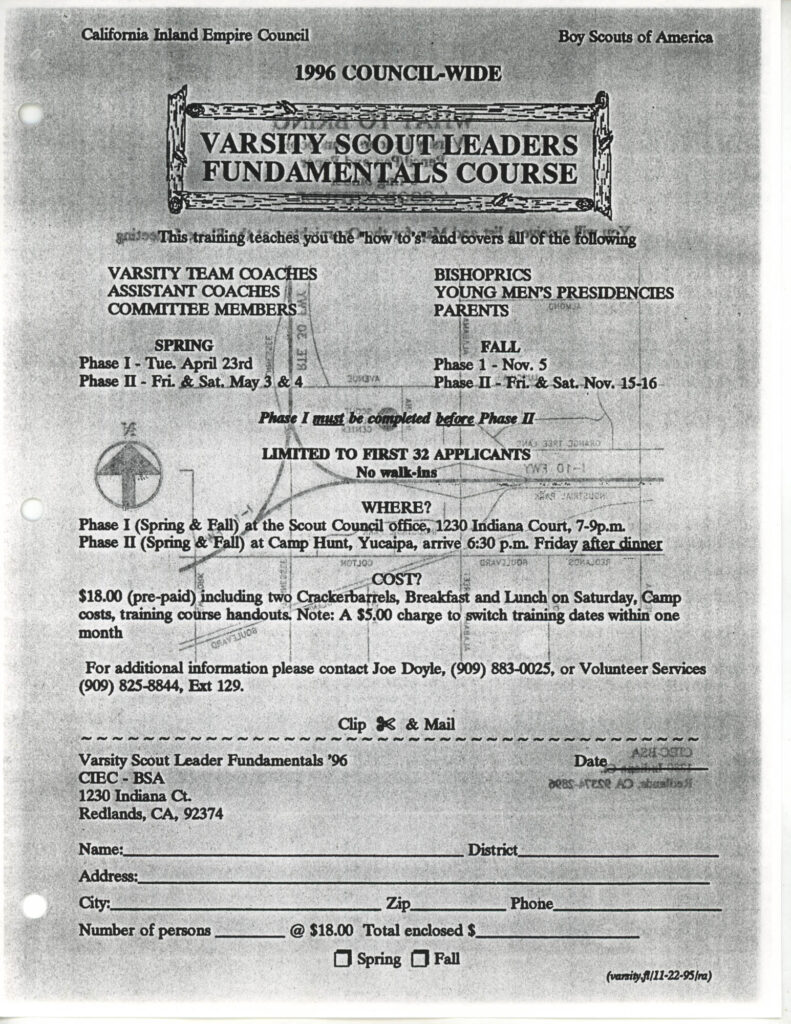 California Inland Empire Council Boy Scouts of America
1996 COUNCIL-WIDE
VARSITY SCOUT LEADERS
FUNDAMENTALS COURSE
This training teaches you the "how to's" and covers all of the following
VARSITY TEAM COACHES BISHOPRICS
ASSISTANT COACHES YOUNG MEN'S PRESIDENCIES
COMMITTEE MEMBERS PARENTS
SPRING FALL
Phase I - Tue. April 23rd Phase 1 - Nov. 5
Phase II - Fri. & Sat. May 3 & 4 Phase II - Fri. & Sat. Nov. 15-16
Phase I must be completed before Phase II
LIMITED TO FIRST 32 APPLICANTS
No walk-ins
WHERE?
Phase I (Spring & Fall) at the Scout Council office, 1230 Indiana Court, 7-9p.m.
Phase II (Spring & Fall) at Camp Hunt, Yucaipa, arrive 6:30 p.m. Friday after dinner
COST?
$18.00 (pre-paid) including two Crackerbarrels, Breakfast and Lunch on Saturday, Camp
costs, training course handouts. Note: A $5.00 charge to switch training dates within one
month
For additional information please contact Joe Doyle, (909) 883-0025, or Volunteer Services
(909) 825-8844, Ext 129.
Clip & Mail
Varsity Scout Leader Fundamentals '96 Date
CIEC - BSA
1230 Indiana Ct.
Redlands, CA, 92374
Name: District
Address:
City: Zip Phone
Number of persons @ $18.00 Total enclosed $
Spring Fall
(varsity.fl/11-22-95/ra)